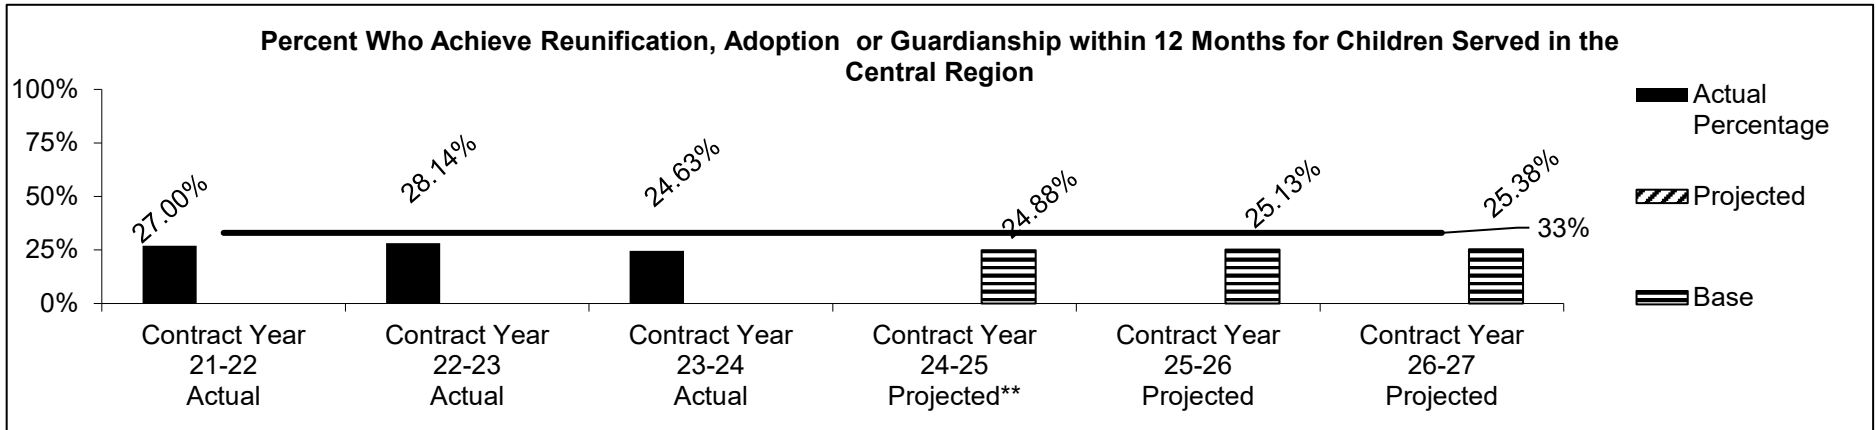 Percent Who Achieve Reunification, Adoption  or Guardianship within 12 Months for Children Served in the
Central Region
100%
75%
50%
25%
0%
27.00%
28.14%
24.63%
24.88%
25.13%
25.38%
33%
Contract Year
21-22
Actual
Contract Year
22-23
Actual
Contract Year
23-24
Actual
Contract Year
24-25
Projected**
Contract Year
25-26
Projected
Contract Year
26-27
Projected
Actual
Percentage
Projected
Base